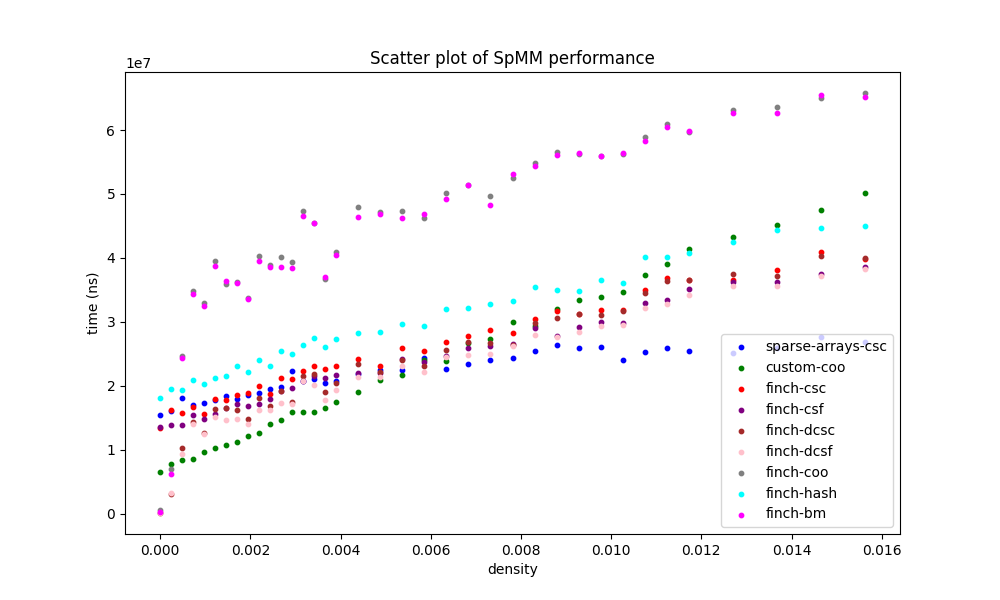 Scatter plot of SpMM performance
1e7
6
5
4
3
2
1
0
time (ns)
0.000 0.002 0.004 0.006 0.008 0.010 0.012 0.014 0.016
density
sparse-arrays-csc
custom-coo
finch-csc
finch-csf
finch-dcsc
finch-dcsf
finch-coo
finch-hash
finch-bm